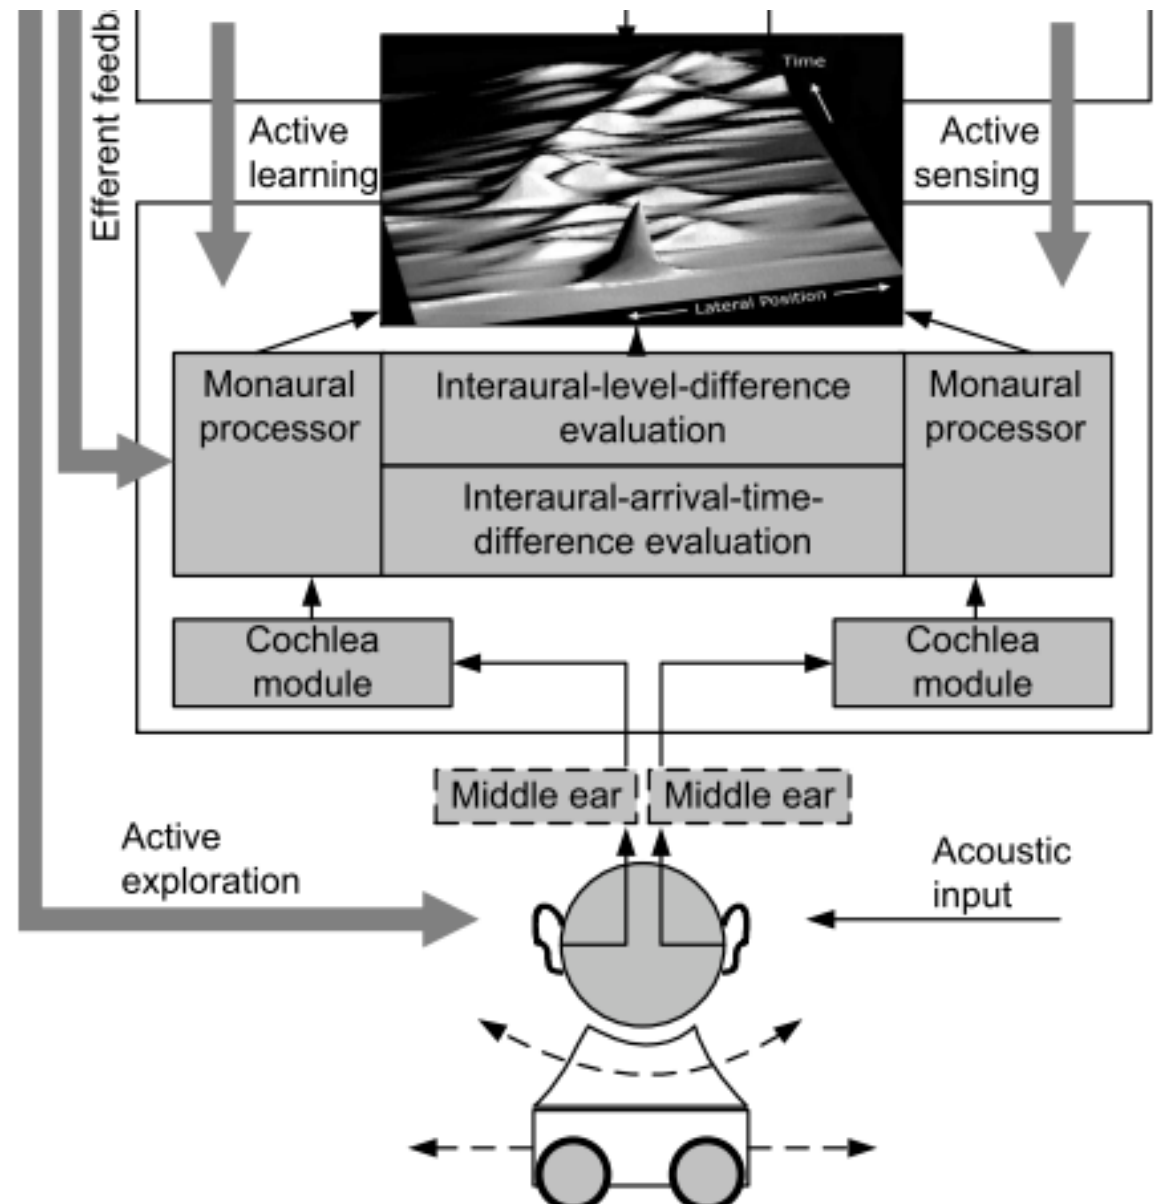 Efferent feedb
Active
learning
Active
sensing
Time
Lateral Position
Monaural
processor
Interaural-level-difference
evaluation
Monaural
processor
Interaural-arrival-time-
difference evaluation
Cochlea
module
Cochlea
module
Middle ear
Middle ear
Active
exploration
Acoustic
input